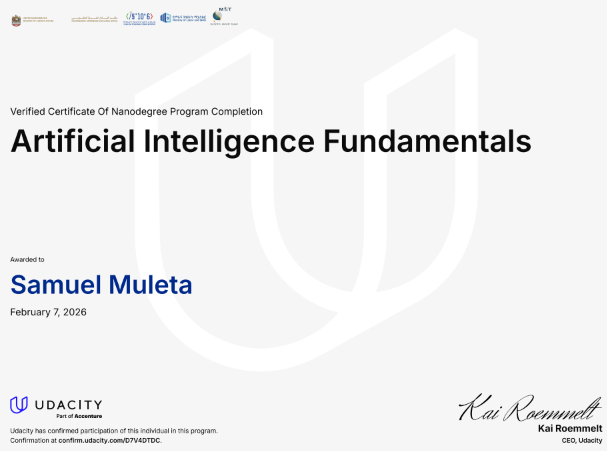 Verified Certificate Of Nanodegree Program Completion
Artificial Intelligence Fundamentals
Awarded to
Samuel Muleta
February 7, 2026
UDACITY
Part of Accenture
Udacity has confirmed participation of this individual in this program.
Confirmation at confirm.udacity.com/D7V4DTDC.
Kai Roemmelt
Kai Roemmelt
CEO, Udacity